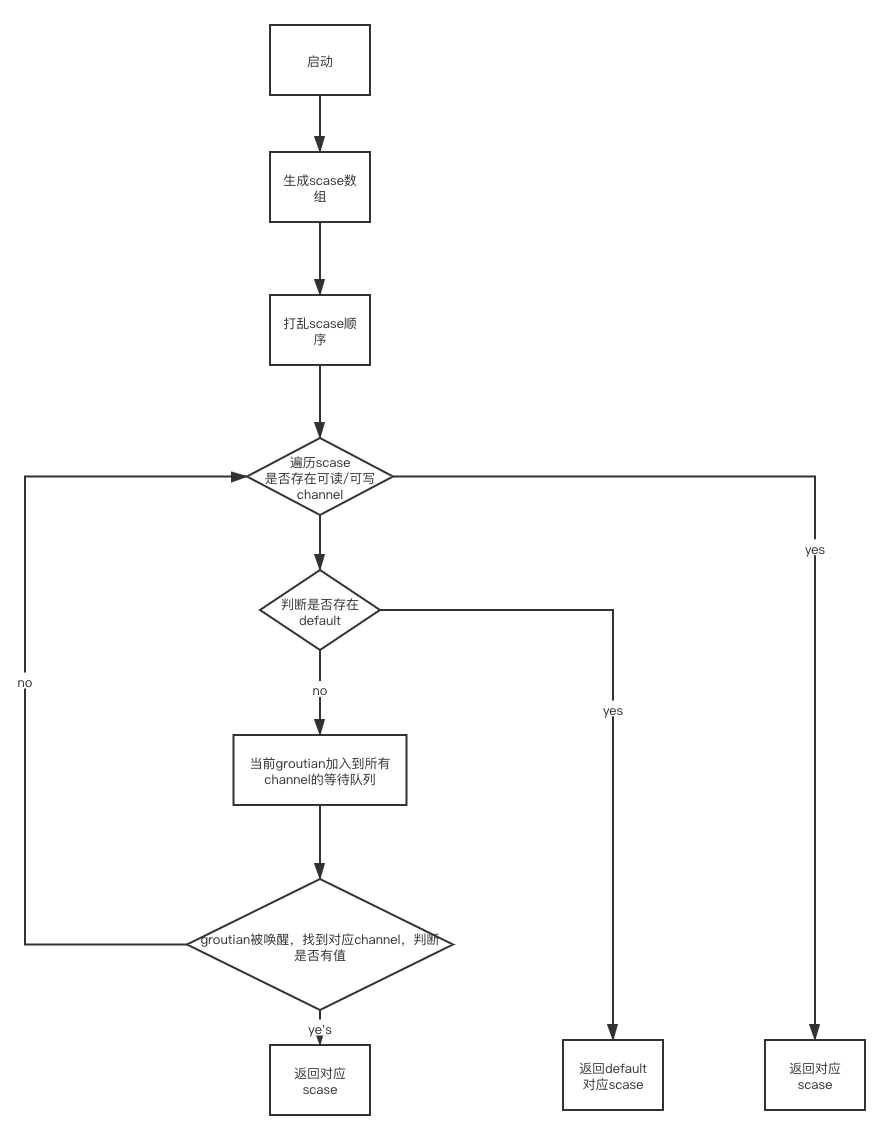 启动
生成scase数
组
打乱scase顺
序
遍历scase
是否存在可读/可写
channel
yes
判断是否存在
default
no
no
yes
当前groutian加入到所有
channel的等待队列
groutian被唤醒，找到对应channel，判断
是否有值
ye's
返回对应
scase
返回default
对应scase
返回对应
scase